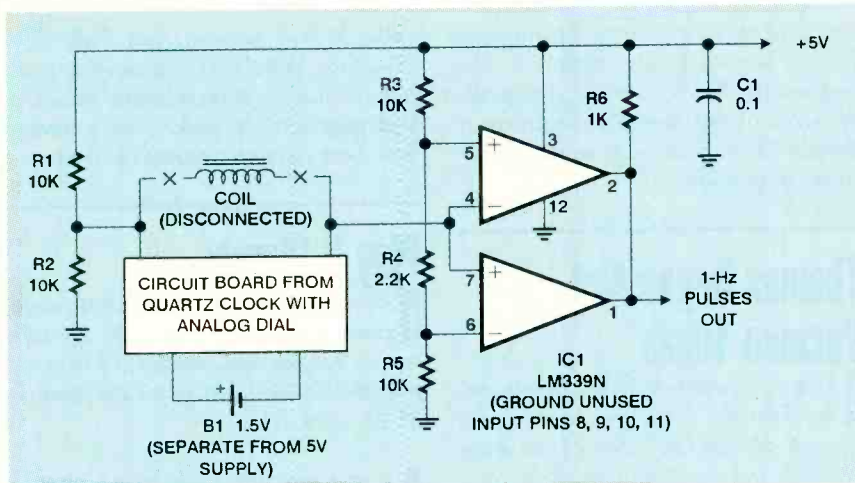 +5V
R3
10K
R6
1K
C1
0.1
R1
10K
COIL
(DISCONNECTED)
R2
10K
CIRCUIT BOARD FROM
QUARTZ CLOCK WITH
ANALOG DIAL
B1 1.5V
(SEPARATE FROM 5V
SUPPLY)
+
R4
2.2K
R5
10K
5
+
3
4
−
2
12
7
+
6
−
1
1-Hz
PULSES
OUT
IC1
LM339N
(GROUND UNUSED
INPUT PINS 8, 9, 10, 11)